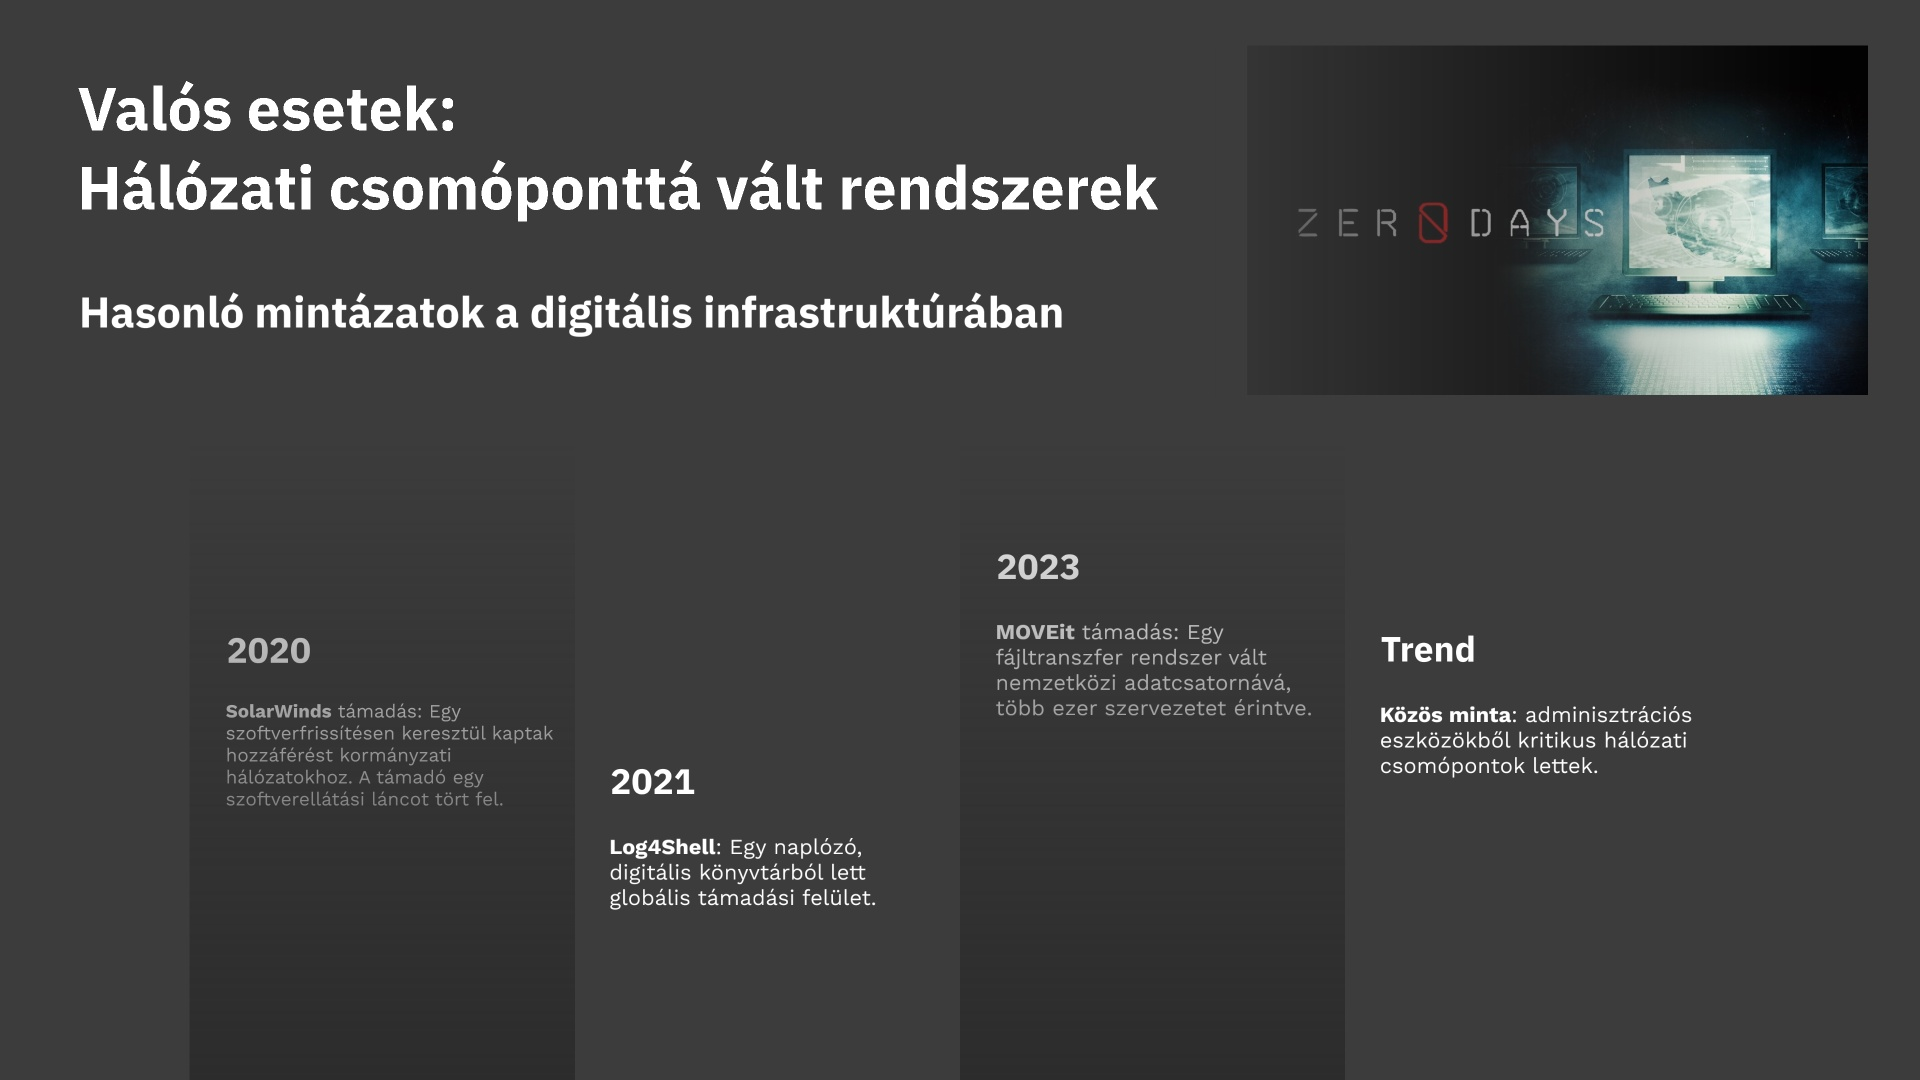 Valós esetek:
Hálózati csomóponttá vált rendszerek
Hasonló mintázatok a digitális infrastruktúrában
ZER0DAYS
2020
SolarWinds támadás: Egy
szoftverfrissítésen keresztül kaptak
hozzáférést kormányzati
hálózatokhoz. A támadó egy
szoftverellátási láncot tört fel.
2021
Log4Shell: Egy naplózó,
digitális könyvtárból lett
globális támadási felület.
2023
MOVEit támadás: Egy
fájltranszfer rendszer vált
nemzetközi adatcsatornává,
több ezer szervezetet érintve.
Trend
Közös minta: adminisztrációs
eszközökből kritikus hálózati
csomópontok lettek.